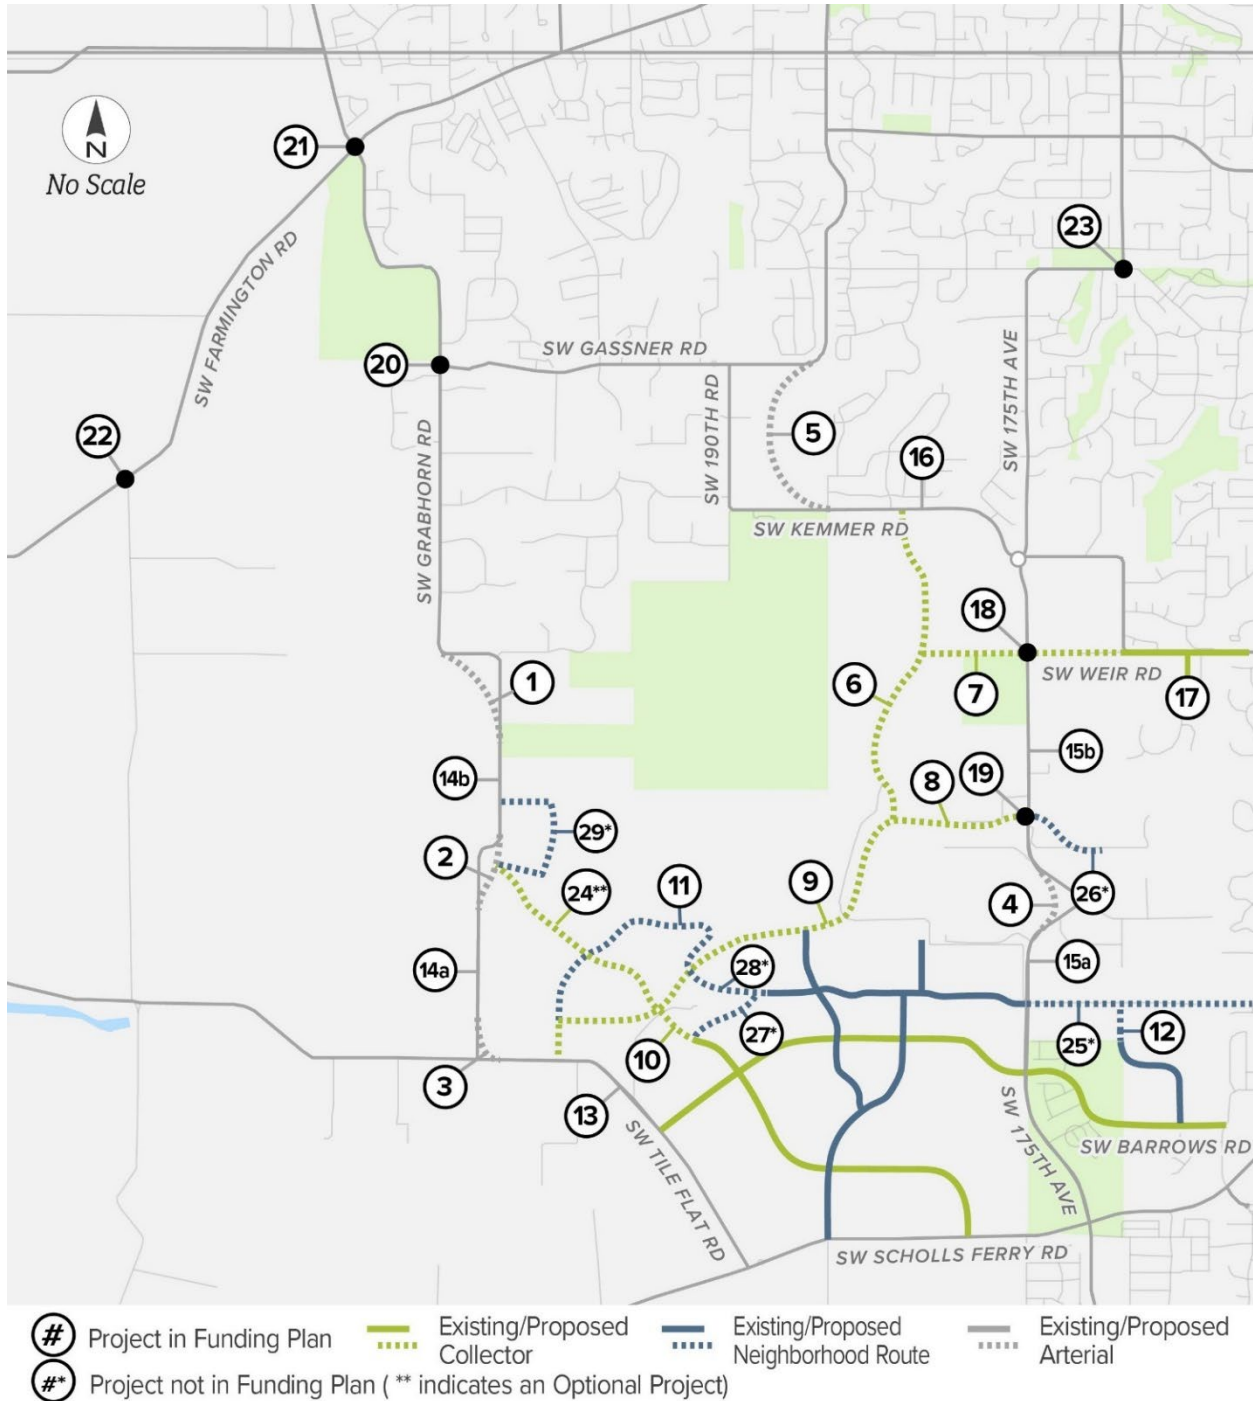 N
No Scale
21
23
SW FARMINGTON RD
20
SW GASSNER RD
SW 175TH AVE
22
SW GRABHORN RD
SW 190TH RD
5
16
SW KEMMER RD
18
1
6
7
SW WEIR RD
17
14b
19
15b
8
29*
2
24**
11
9
4
26*
14a
28*
15a
27*
25*
12
3
10
13
SW TILE FLAT RD
SW 175TH AVE
SW BARROWS RD
SW SCHOLLS FERRY RD
# Project in Funding Plan
Existing/Proposed
Collector
Existing/Proposed
Neighborhood Route
Existing/Proposed
Arterial
#* Project not in Funding Plan ( ** indicates an Optional Project)